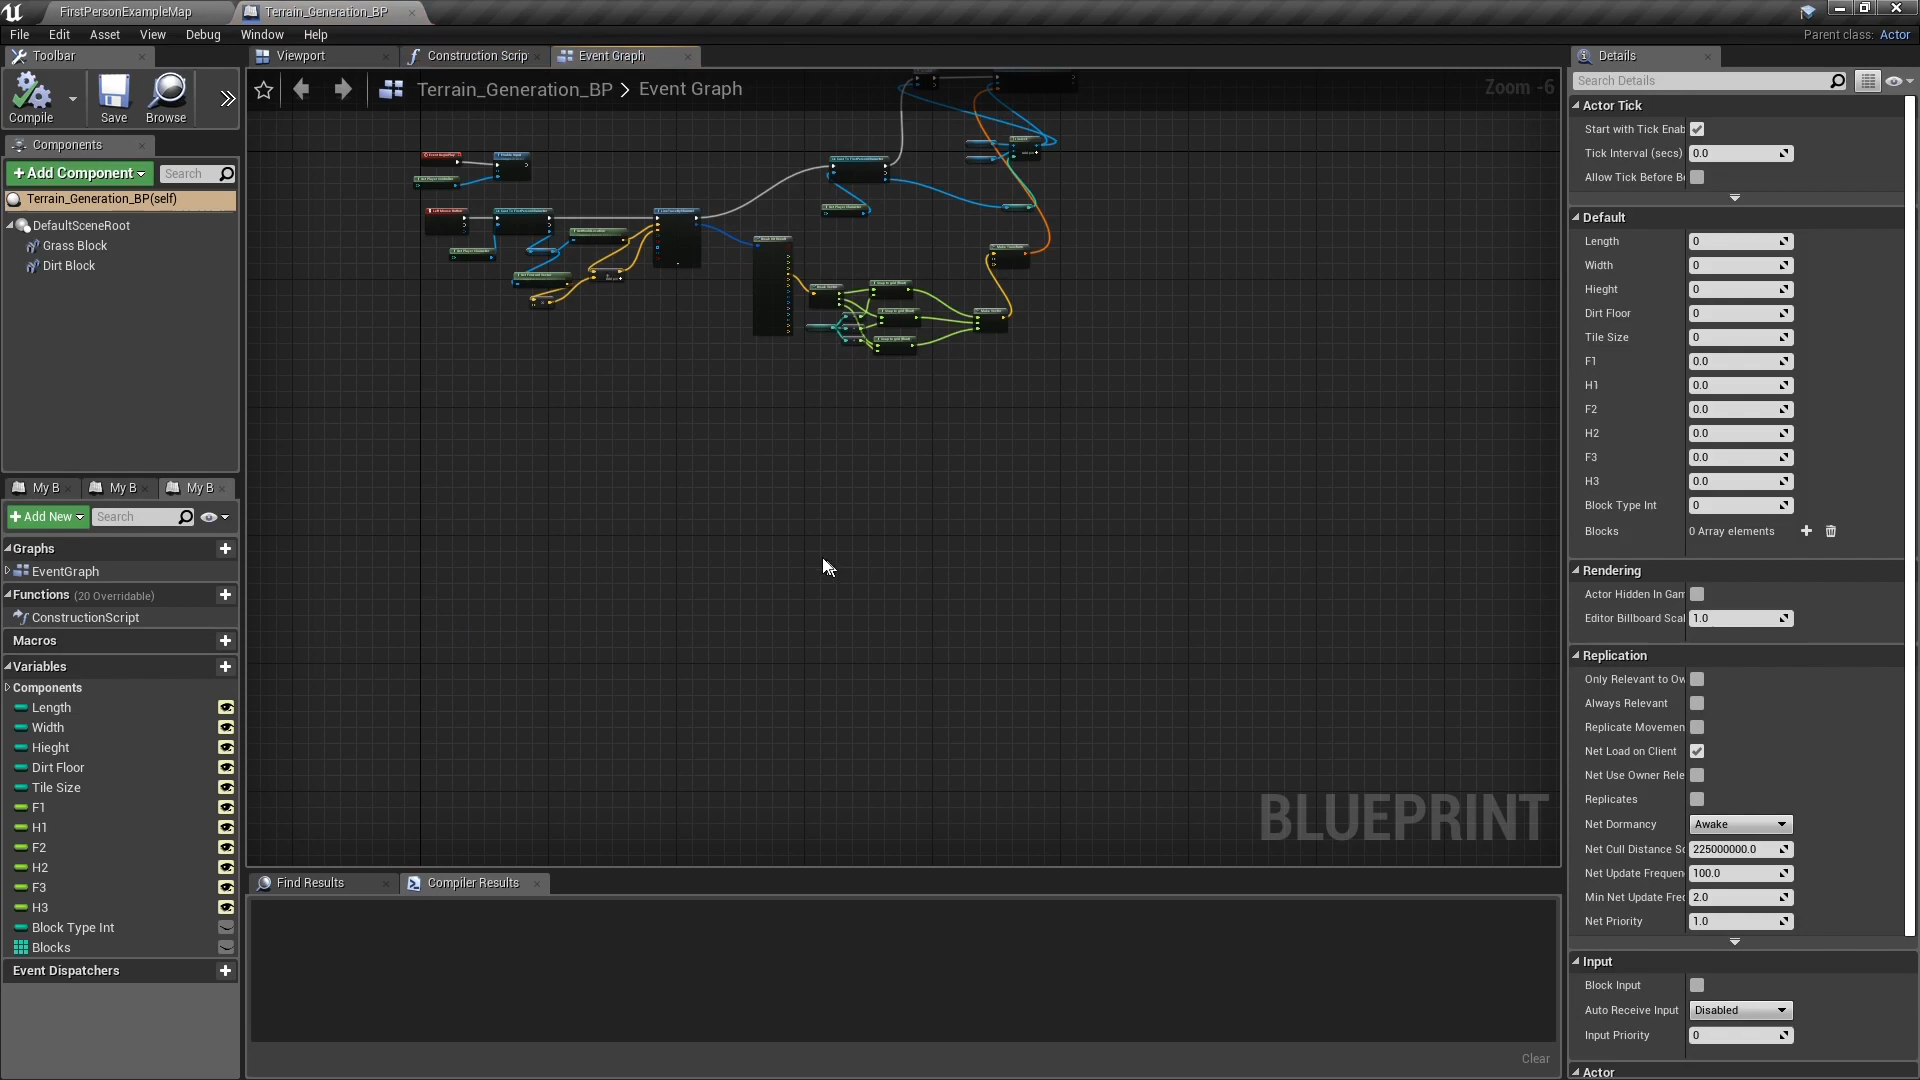 FirstPersonExampleMap
Terrain_Generation_BP
File Edit Asset View Debug Window Help
Parent class: Actor
Toolbar
Compile
Save
Browse
Components
+ Add Component
Search
Terrain_Generation_BP(self)
DefaultSceneRoot
Grass Block
Dirt Block
My B
My B
My B
+ Add New
Search
Graphs
EventGraph
Functions (20 Overridable)
ConstructionScript
Macros
Variables
Components
Length
Width
Hieght
Dirt Floor
Tile Size
F1
H1
F2
H2
F3
H3
Block Type Int
Blocks
Event Dispatchers
Viewport
Construction Scrip
Event Graph
Terrain_Generation_BP > Event Graph
Zoom -6
BLUEPRINT
Find Results
Compiler Results
Clear
Details
Search Details
Actor Tick
Start with Tick Enab
Tick Interval (secs) 0.0
Allow Tick Before Be
Default
Length 0
Width 0
Hieght 0
Dirt Floor 0
Tile Size 0
F1 0.0
H1 0.0
F2 0.0
H2 0.0
F3 0.0
H3 0.0
Block Type Int 0
Blocks 0 Array elements
Rendering
Actor Hidden In Gam
Editor Billboard Scal 1.0
Replication
Only Relevant to Ow
Always Relevant
Replicate Movemen
Net Load on Client
Net Use Owner Rele
Replicates
Net Dormancy Awake
Net Cull Distance Sc 225000000.0
Net Update Frequen 100.0
Min Net Update Frec 2.0
Net Priority 1.0
Input
Block Input
Auto Receive Input Disabled
Input Priority 0
Actor